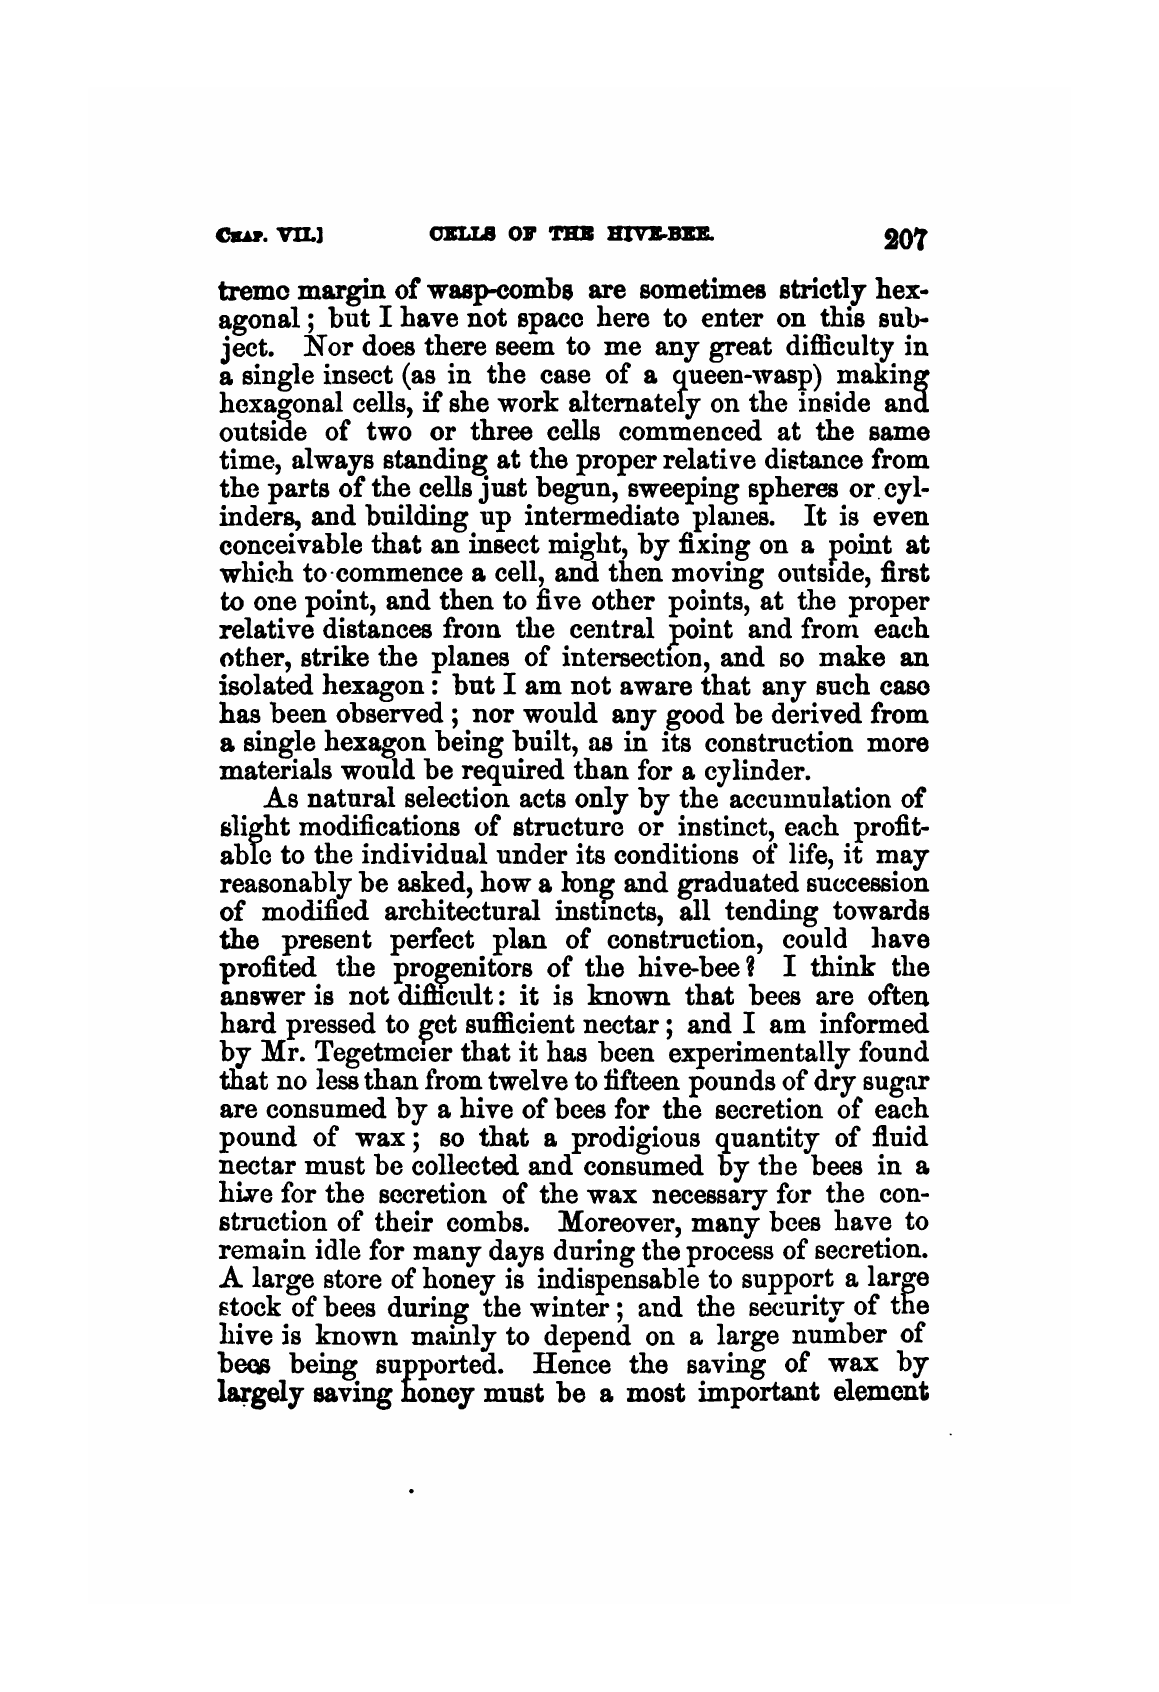 CHAP. VII.] CELLS OF THE HIVE-BEE. 207
treme margin of wasp-combs are sometimes strictly hex-
agonal; but I have not space here to enter on this sub-
ject. Nor does there seem to me any great difficulty in
a single insect (as in the case of a queen-wasp) making
hexagonal cells, if she work alternately on the inside and
outside of two or three cells commenced at the same
time, always standing at the proper relative distance from
the parts of the cells just begun, sweeping spheres or cyl-
inders, and building up intermediate planes. It is even
conceivable that an insect might, by fixing on a point at
which to commence a cell, and then moving outside, first
to one point, and then to five other points, at the proper
relative distances from the central point and from each
other, strike the planes of intersection, and so make an
isolated hexagon: but I am not aware that any such case
has been observed; nor would any good be derived from
a single hexagon being built, as in its construction more
materials would be required than for a cylinder.
As natural selection acts only by the accumulation of
slight modifications of structure or instinct, each profit-
able to the individual under its conditions of life, it may
reasonably be asked, how a long and graduated succession
of modified architectural instincts, all tending towards
the present perfect plan of construction, could have
profited the progenitors of the hive-bee? I think the
answer is not difficult: it is known that bees are often
hard pressed to get sufficient nectar; and I am informed
by Mr. Tegetmeier that it has been experimentally found
that no less than from twelve to fifteen pounds of dry sugar
are consumed by a hive of bees for the secretion of each
pound of wax; so that a prodigious quantity of fluid
nectar must be collected and consumed by the bees in a
hive for the secretion of the wax necessary for the con-
struction of their combs. Moreover, many bees have to
remain idle for many days during the process of secretion.
A large store of honey is indispensable to support a large
stock of bees during the winter; and the security of the
hive is known mainly to depend on a large number of
bees being supported. Hence the saving of wax by
largely saving honey must be a most important element